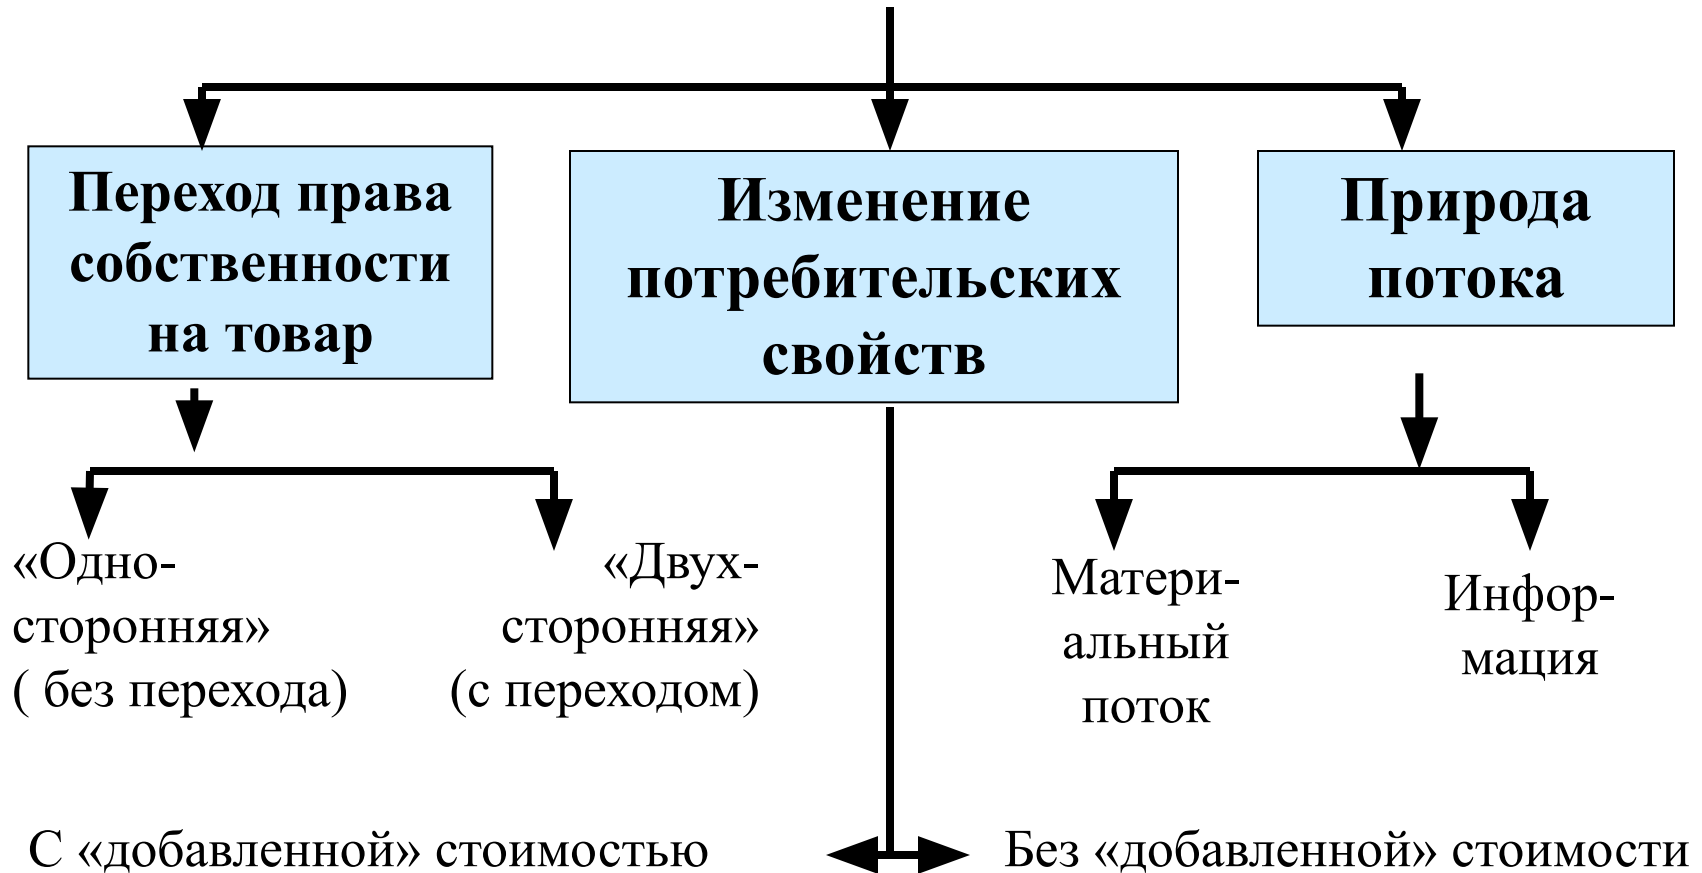 Переход права
собственности
на товар
Изменение
потребительских
свойств
Природа
потока
«Одно-
сторонняя»
( без перехода)
«Двух-
сторонняя»
(с переходом)
Матери-
альный
поток
Инфор-
мация
С «добавленной» стоимостью
Без «добавленной» стоимости